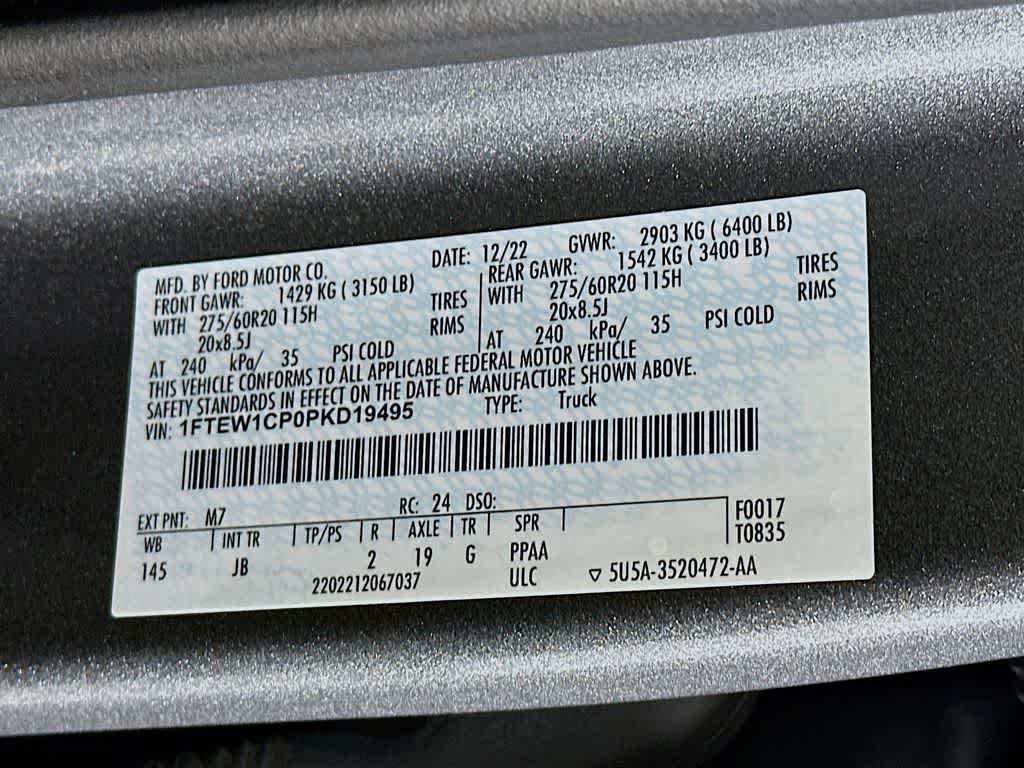 MFD. BY FORD MOTOR CO. DATE: 12/22 GVWR: 2903 KG ( 6400 LB)
FRONT GAWR: 1429 KG ( 3150 LB) REAR GAWR: 1542 KG ( 3400 LB)
WITH 275/60R20 115H TIRES WITH 275/60R20 115H TIRES
20x8.5J RIMS 20x8.5J RIMS
AT 240 kPa/ 35 PSI COLD AT 240 kPa/ 35 PSI COLD
THIS VEHICLE CONFORMS TO ALL APPLICABLE FEDERAL MOTOR VEHICLE
SAFETY STANDARDS IN EFFECT ON THE DATE OF MANUFACTURE SHOWN ABOVE.
VIN: 1FTEW1CP0PKD19495 TYPE: Truck
EXT PNT: M7 RC: 24 DSO: F0017
WB INT TR TP/PS R AXLE TR SPR T0835
145 JB 2 19 G PPAA
2202212067037 ULC ▽ 5U5A-3520472-AA